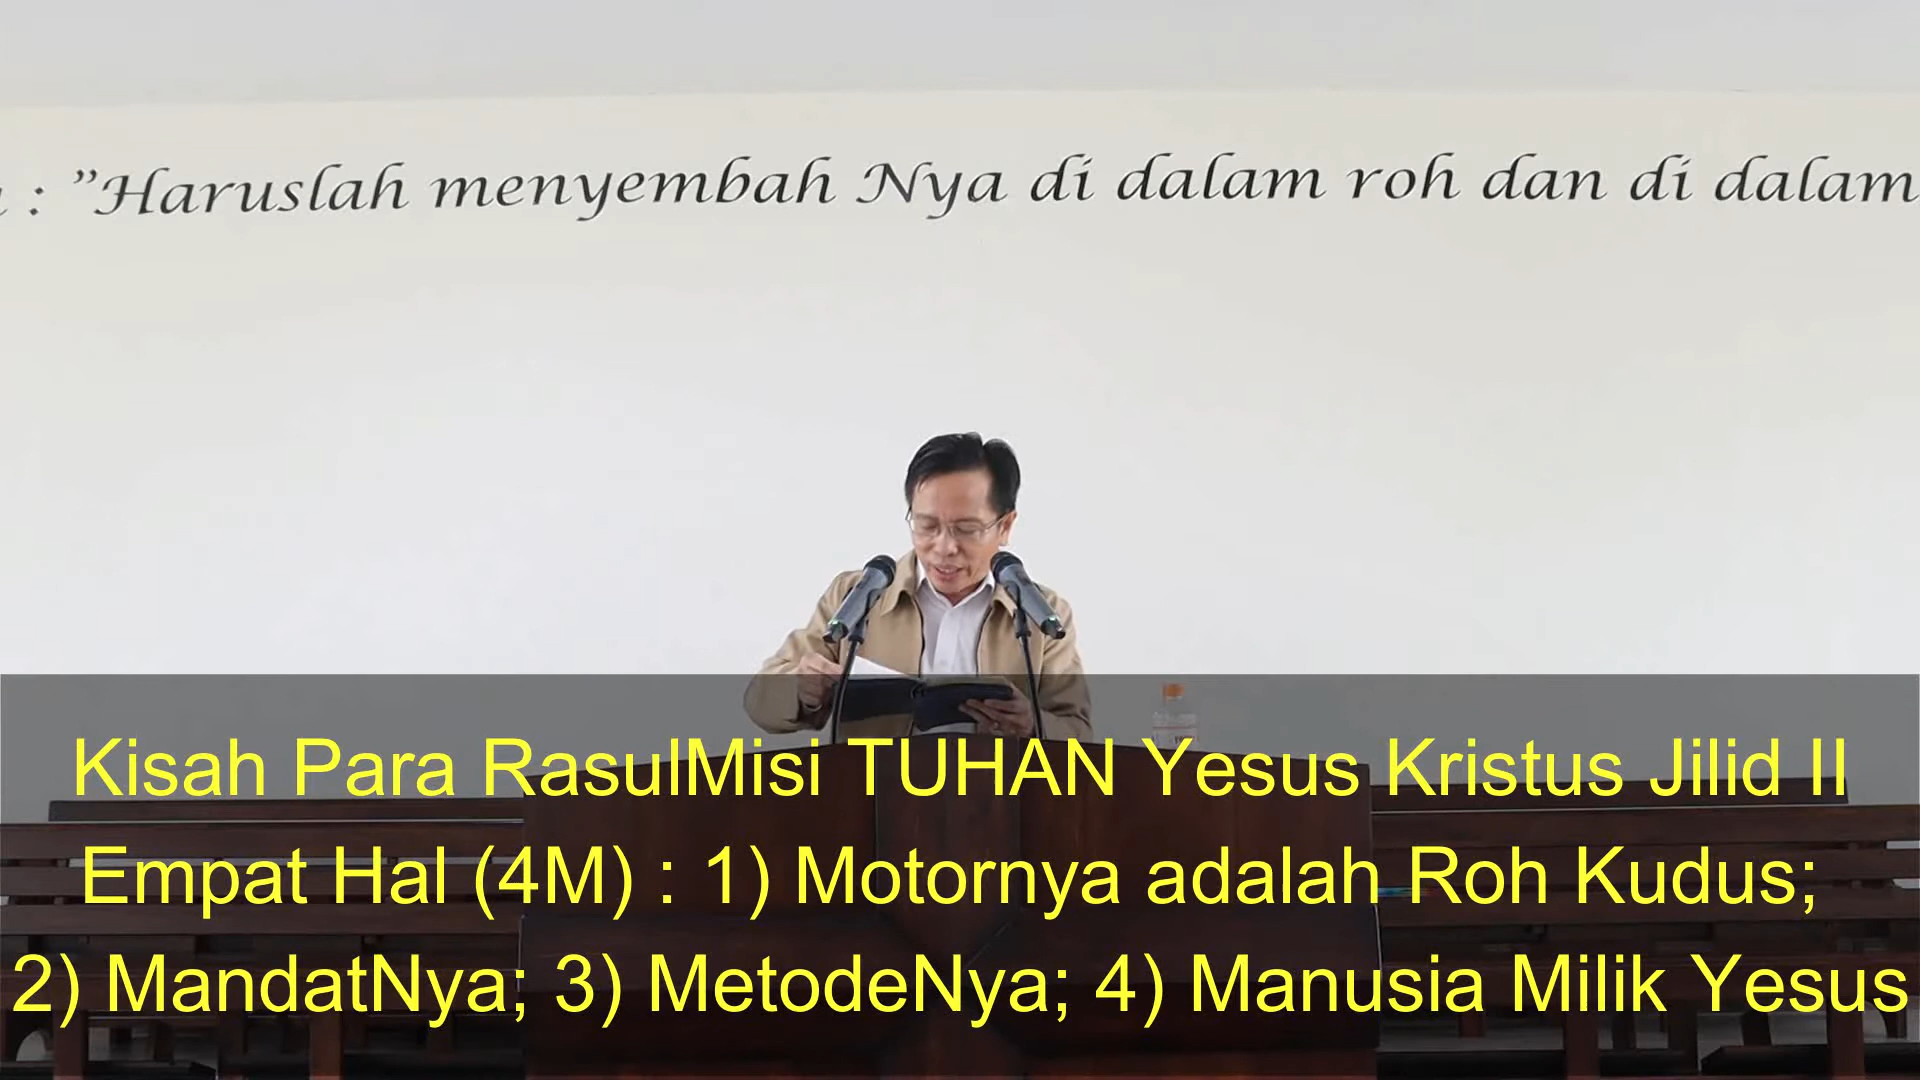 : "Haruslah menyembah Nya di dalam roh dan di dalam
Kisah Para RasulMisi TUHAN Yesus Kristus Jilid II
Empat Hal (4M) : 1) Motornya adalah Roh Kudus;
2) MandatNya; 3) MetodeNya; 4) Manusia Milik Yesus